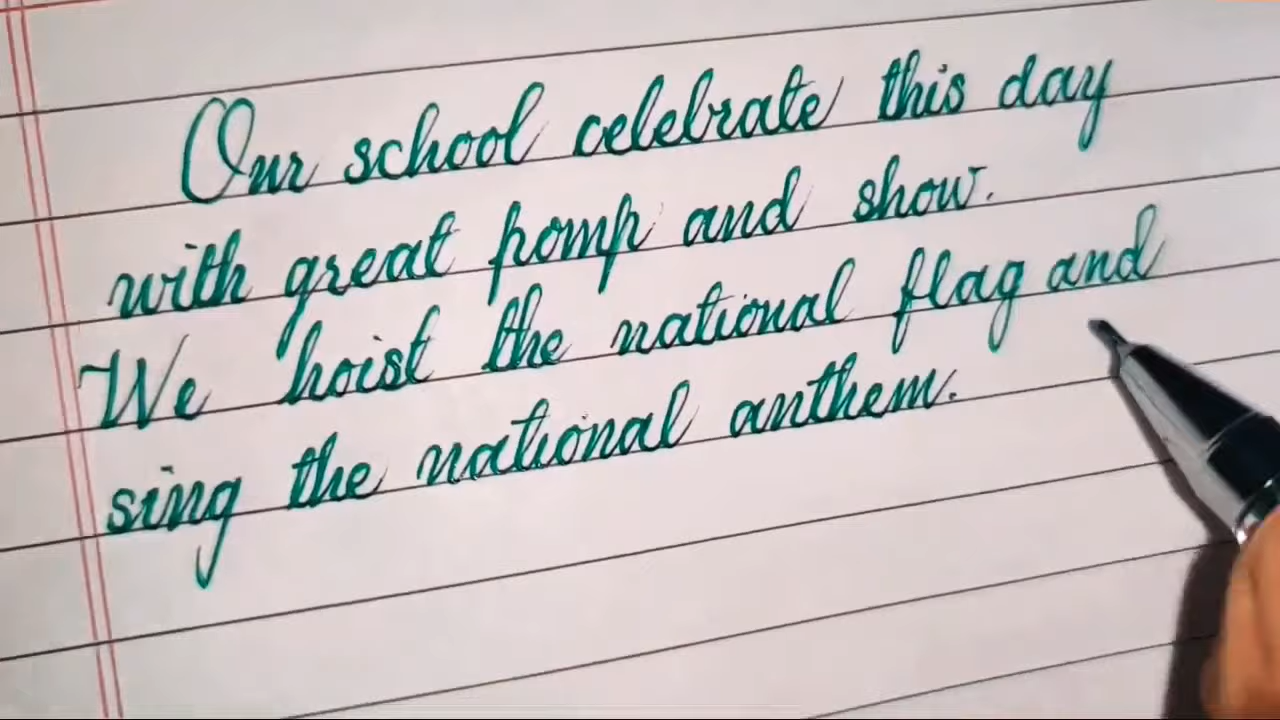 Our school celebrate this day
with great pomp and show.
We hoist the national flag and
sing the national anthem.